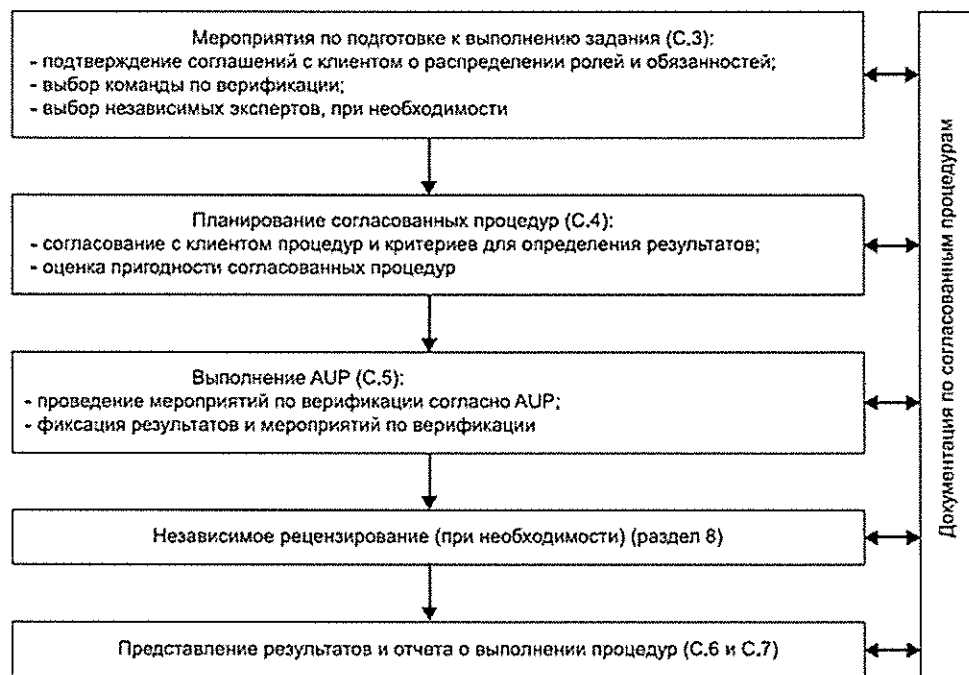 Мероприятия по подготовке к выполнению задания (С.3):
- подтверждение соглашений с клиентом о распределении ролей и обязанностей;
- выбор команды по верификации;
- выбор независимых экспертов, при необходимости
Планирование согласованных процедур (С.4):
- согласование с клиентом процедур и критериев для определения результатов;
- оценка пригодности согласованных процедур
Выполнение AUP (С.5):
- проведение мероприятий по верификации согласно AUP;
- фиксация результатов и мероприятий по верификации
Независимое рецензирование (при необходимости) (раздел 8)
Представление результатов и отчета о выполнении процедур (С.6 и С.7)
Документация по согласованным процедурам